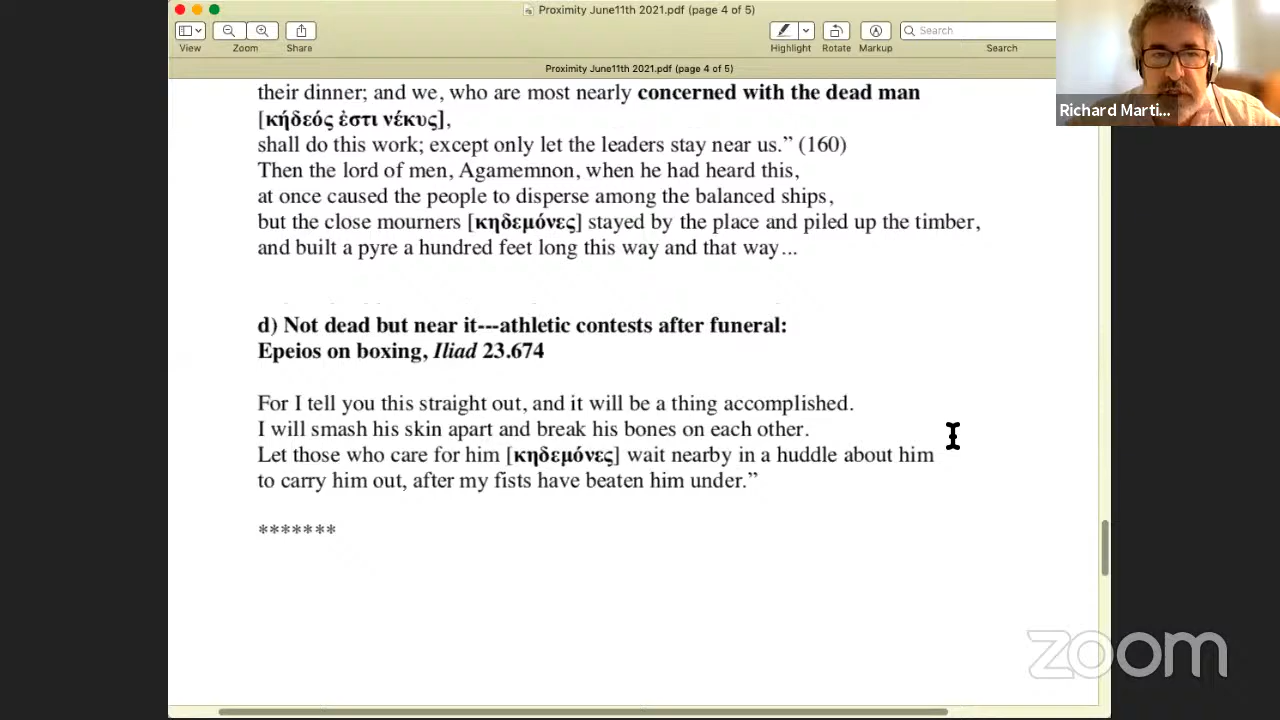 Proximity June11th 2021.pdf (page 4 of 5)
View
Zoom
Share
Highlight
Rotate
Markup
Search
Search
Proximity June11th 2021.pdf (page 4 of 5)
Richard Marti...
their dinner; and we, who are most nearly concerned with the dead man
[κήδεός ἐστι νέκυς],
shall do this work; except only let the leaders stay near us.” (160)
Then the lord of men, Agamemnon, when he had heard this,
at once caused the people to disperse among the balanced ships,
but the close mourners [κηδεμόνες] stayed by the place and piled up the timber,
and built a pyre a hundred feet long this way and that way...
d) Not dead but near it---athletic contests after funeral:
Epeios on boxing, Iliad 23.674
For I tell you this straight out, and it will be a thing accomplished.
I will smash his skin apart and break his bones on each other.
Let those who care for him [κηδεμόνες] wait nearby in a huddle about him
to carry him out, after my fists have beaten him under.”
*******
zoom